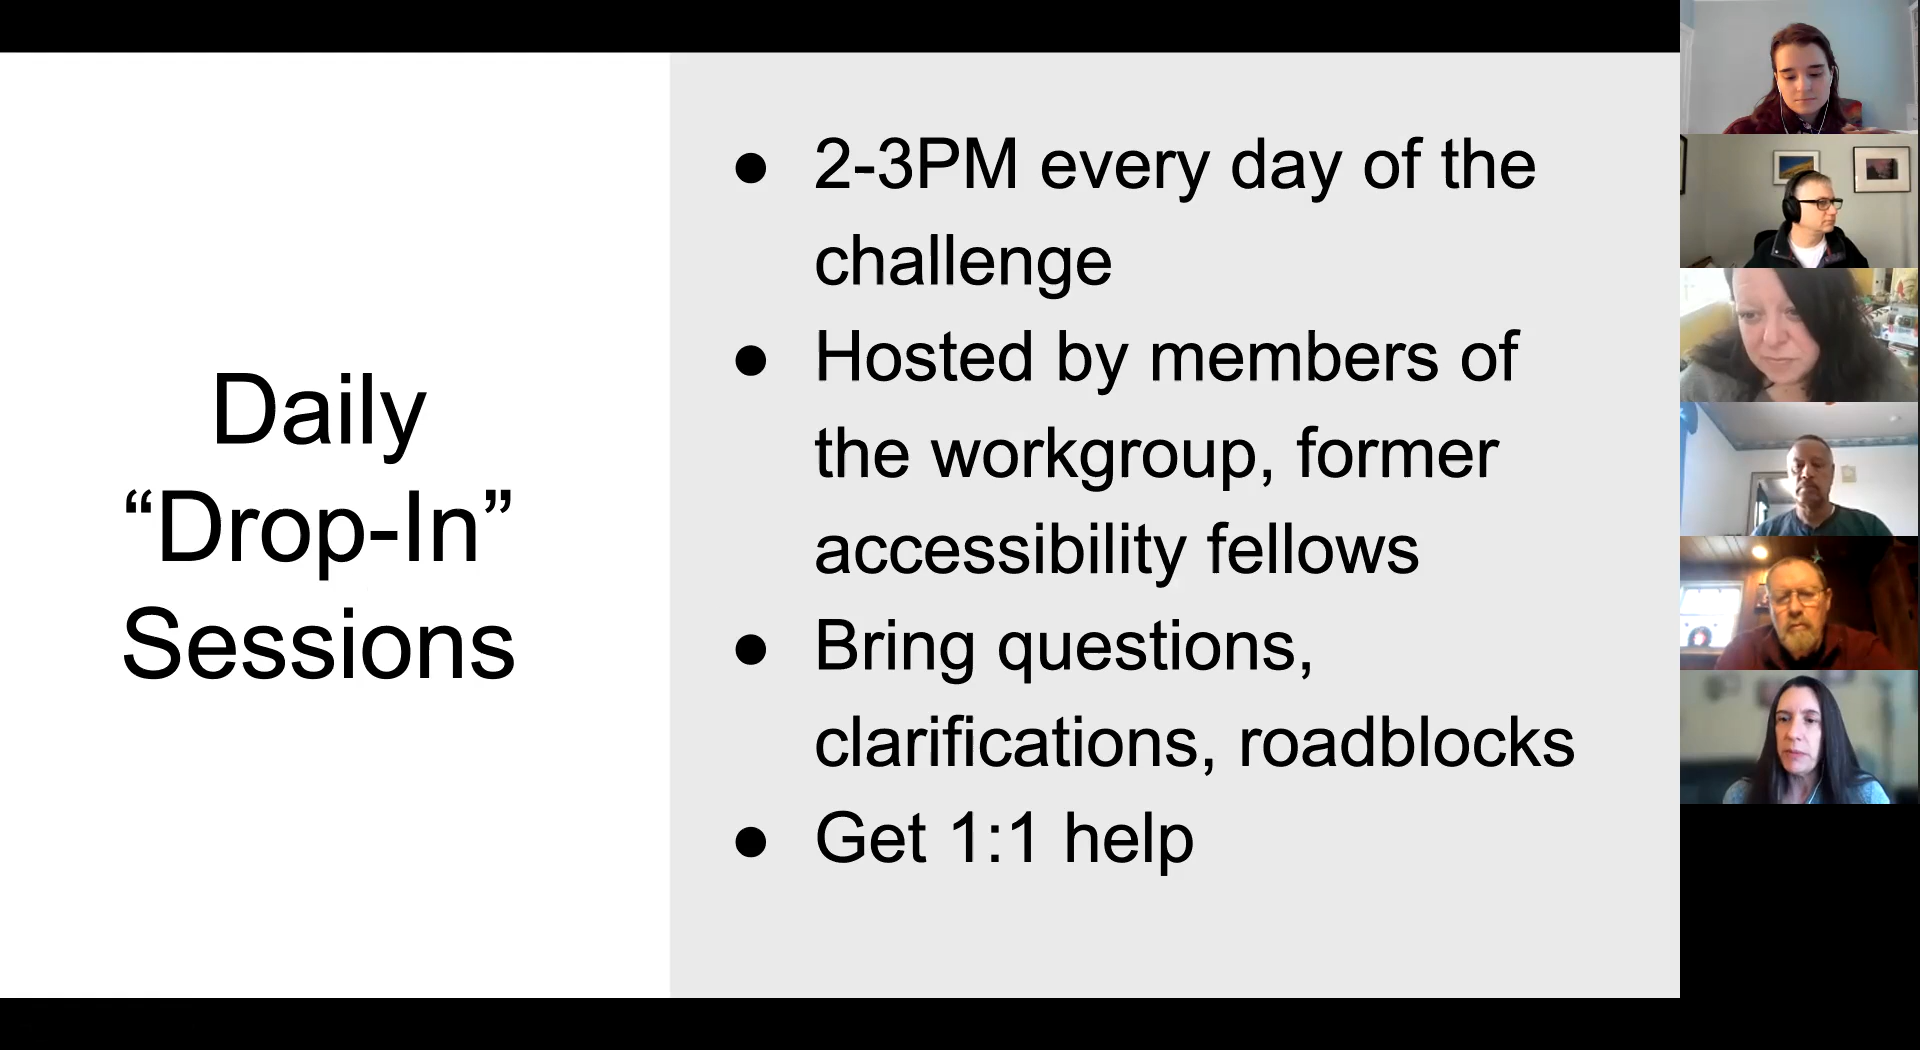 Daily
“Drop-In”
Sessions
● 2-3PM every day of the
challenge
● Hosted by members of
the workgroup, former
accessibility fellows
● Bring questions,
clarifications, roadblocks
● Get 1:1 help